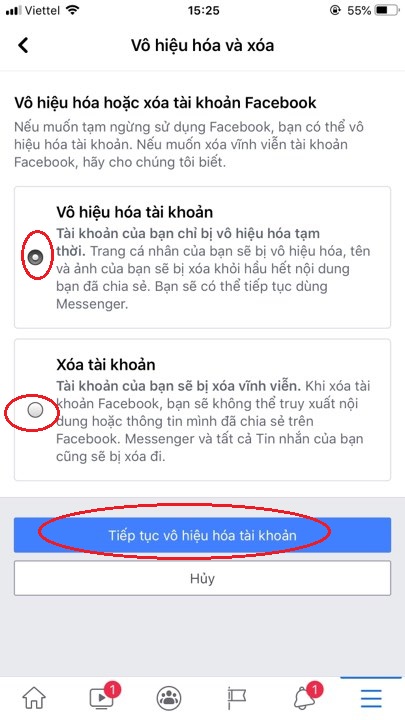 Viettel 15:25 55%
Vô hiệu hóa và xóa
Vô hiệu hóa hoặc xóa tài khoản Facebook
Nếu muốn tạm ngừng sử dụng Facebook, bạn có thể vô
hiệu hóa tài khoản. Nếu muốn xóa vĩnh viễn tài khoản
Facebook, hãy cho chúng tôi biết.
Vô hiệu hóa tài khoản
Tài khoản của bạn chỉ bị vô hiệu hóa tạm
thời. Trang cá nhân của bạn sẽ bị vô hiệu hóa, tên
và ảnh của bạn sẽ bị xóa khỏi hầu hết nội dung
bạn đã chia sẻ. Bạn sẽ có thể tiếp tục dùng
Messenger.
Xóa tài khoản
Tài khoản của bạn sẽ bị xóa vĩnh viễn. Khi xóa tài
khoản Facebook, bạn sẽ không thể truy xuất nội
dung hoặc thông tin mình đã chia sẻ trên
Facebook. Messenger và tất cả Tin nhắn của bạn
cũng sẽ bị xóa đi.
Tiếp tục vô hiệu hóa tài khoản
Hủy
1 1